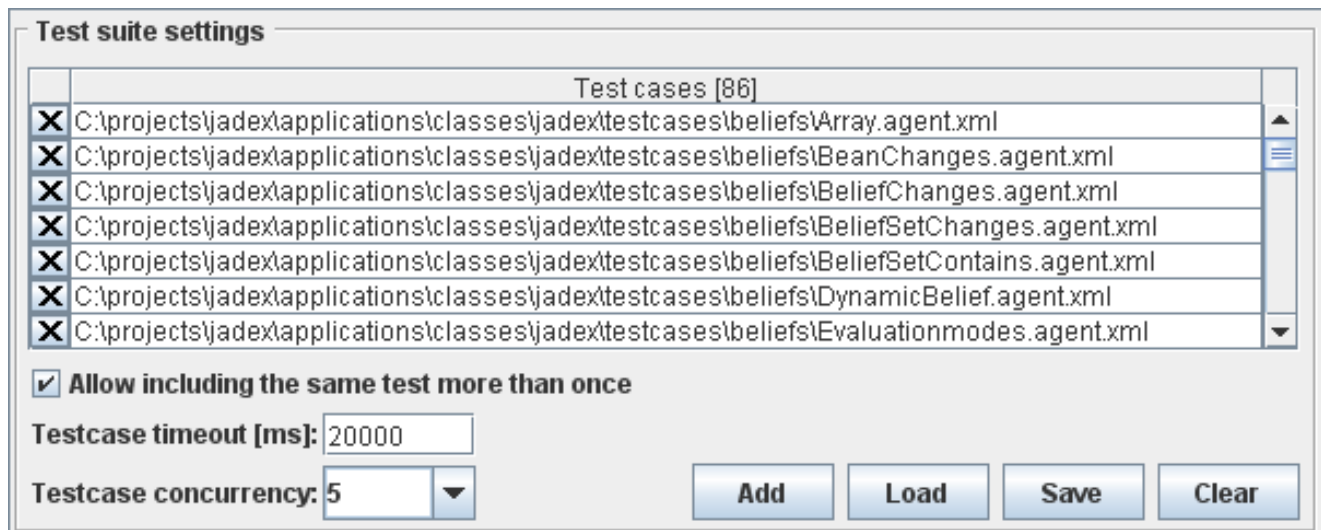 Test suite settings
Test cases [86]
X C:\projects\jadex\applications\classes\jadex\testcases\beliefs\Array.agent.xml
X C:\projects\jadex\applications\classes\jadex\testcases\beliefs\BeanChanges.agent.xml
X C:\projects\jadex\applications\classes\jadex\testcases\beliefs\BeliefChanges.agent.xml
X C:\projects\jadex\applications\classes\jadex\testcases\beliefs\BeliefSetChanges.agent.xml
X C:\projects\jadex\applications\classes\jadex\testcases\beliefs\BeliefSetContains.agent.xml
X C:\projects\jadex\applications\classes\jadex\testcases\beliefs\DynamicBelief.agent.xml
X C:\projects\jadex\applications\classes\jadex\testcases\beliefs\Evaluationmodes.agent.xml
Allow including the same test more than once
Testcase timeout [ms]: 20000
Testcase concurrency: 5 Add Load Save Clear